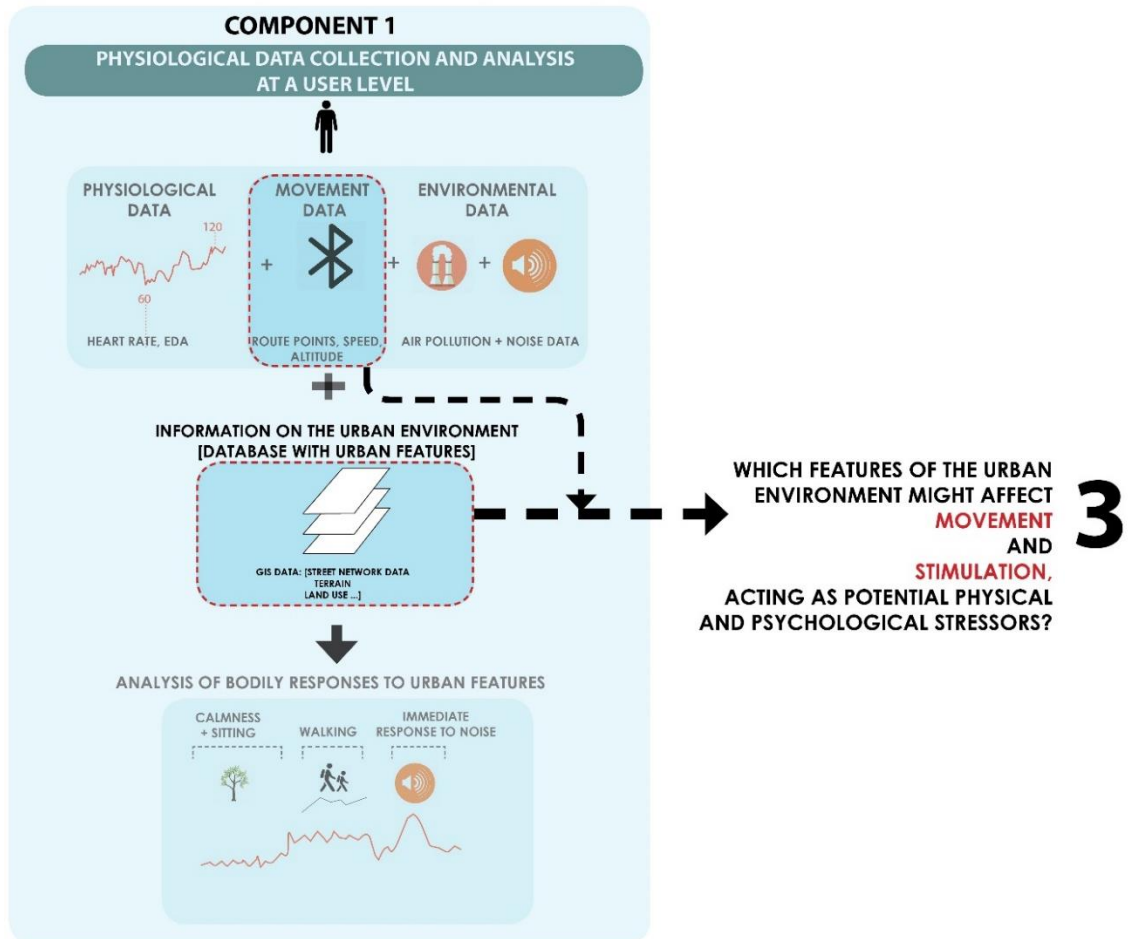 COMPONENT 1
PHYSIOLOGICAL DATA COLLECTION AND ANALYSIS
AT A USER LEVEL
PHYSIOLOGICAL
DATA
120
60
HEART RATE, EDA
+
MOVEMENT
DATA
ROUTE POINTS, SPEED,
ALTITUDE
+
ENVIRONMENTAL
DATA
+
AIR POLLUTION + NOISE DATA
+
INFORMATION ON THE URBAN ENVIRONMENT
[DATABASE WITH URBAN FEATURES]
GIS DATA: [STREET NETWORK DATA
TERRAIN
LAND USE ...]
WHICH FEATURES OF THE URBAN
ENVIRONMENT MIGHT AFFECT
MOVEMENT
AND
STIMULATION,
ACTING AS POTENTIAL PHYSICAL
AND PSYCHOLOGICAL STRESSORS?
3
ANALYSIS OF BODILY RESPONSES TO URBAN FEATURES
CALMNESS
+ SITTING
WALKING
IMMEDIATE
RESPONSE TO NOISE